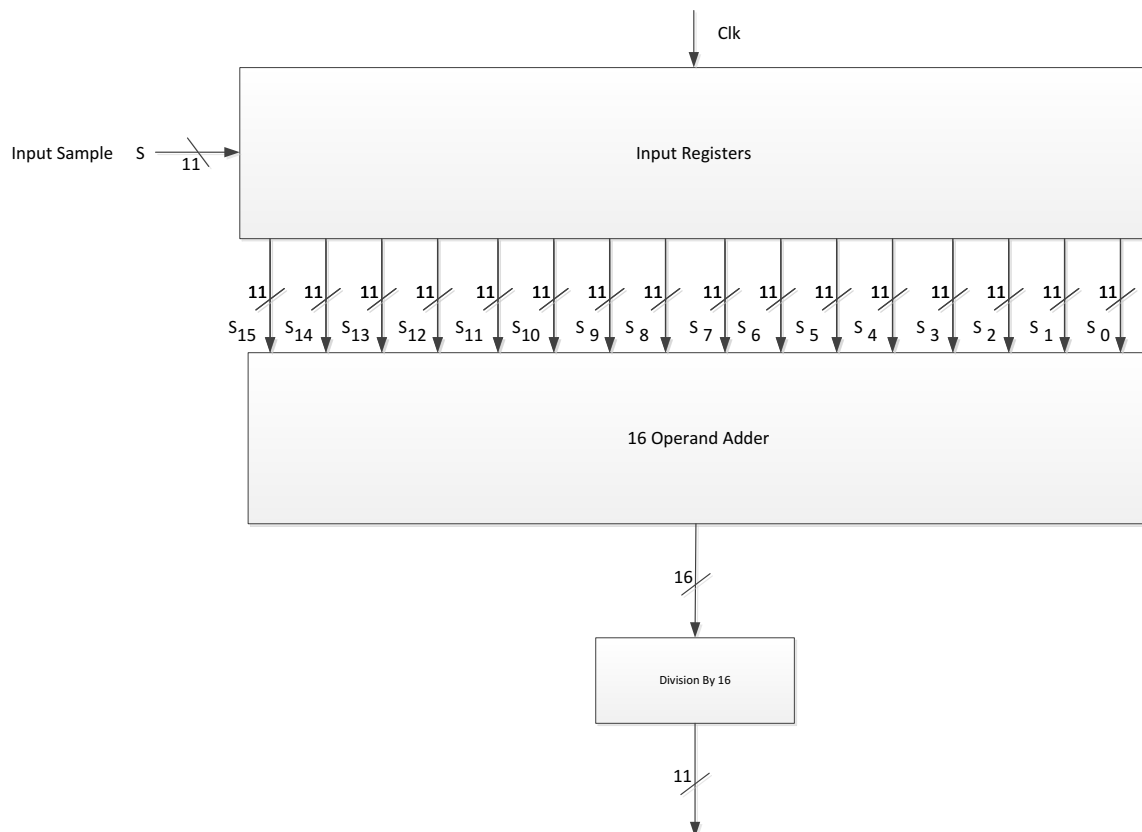 Clk
Input Registers
Input Sample S
11
11 11 11 11 11 11 11 11 11 11 11 11 11 11 11 11
S15 S14 S13 S12 S11 S10 S9 S8 S7 S6 S5 S4 S3 S2 S1 S0
16 Operand Adder
16
Division By 16
11